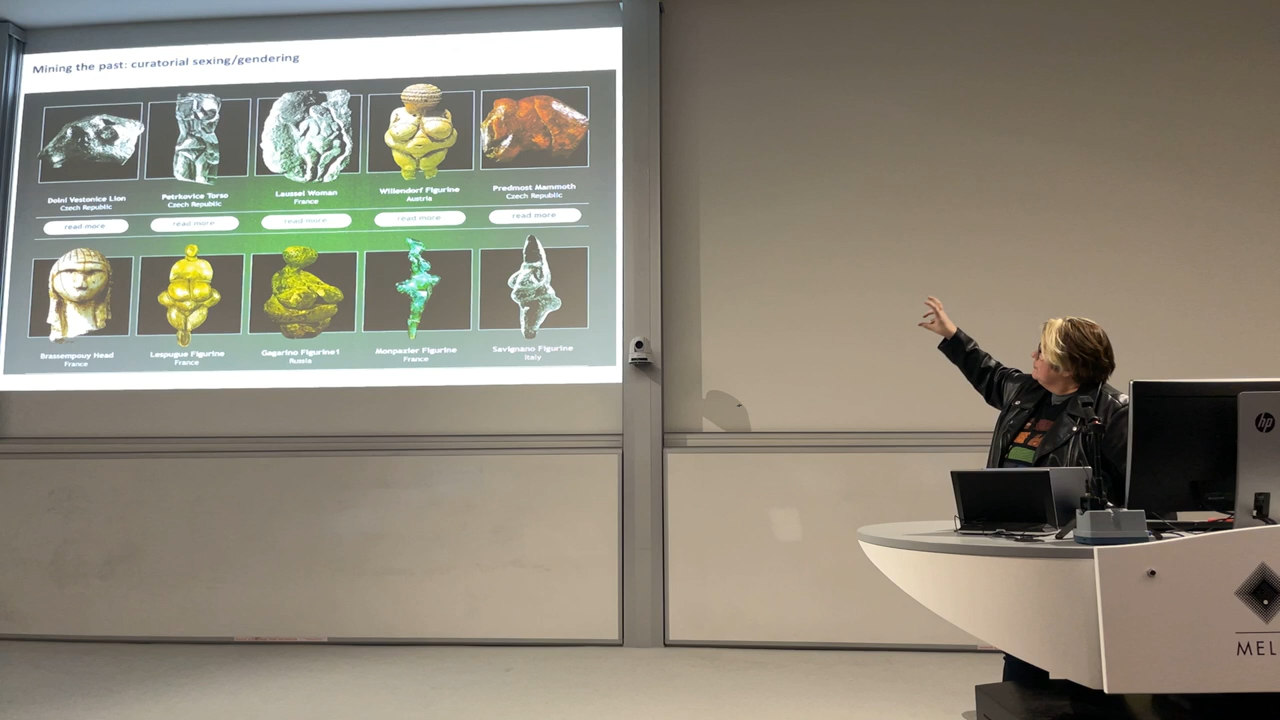 Mining the past: curatorial sexing/gendering
Dolni Vestonice Lion
Czech Republic
read more
Petrkovice Torso
Czech Republic
read more
Laussel Woman
France
read more
Willendorf Figurine
Austria
read more
Predmost Mammoth
Czech Republic
read more
Brassempouy Head
France
Lespugue Figurine
France
Gagarino Figurine1
Russia
Monpazier Figurine
France
Savignano Figurine
Italy
hp
MEL